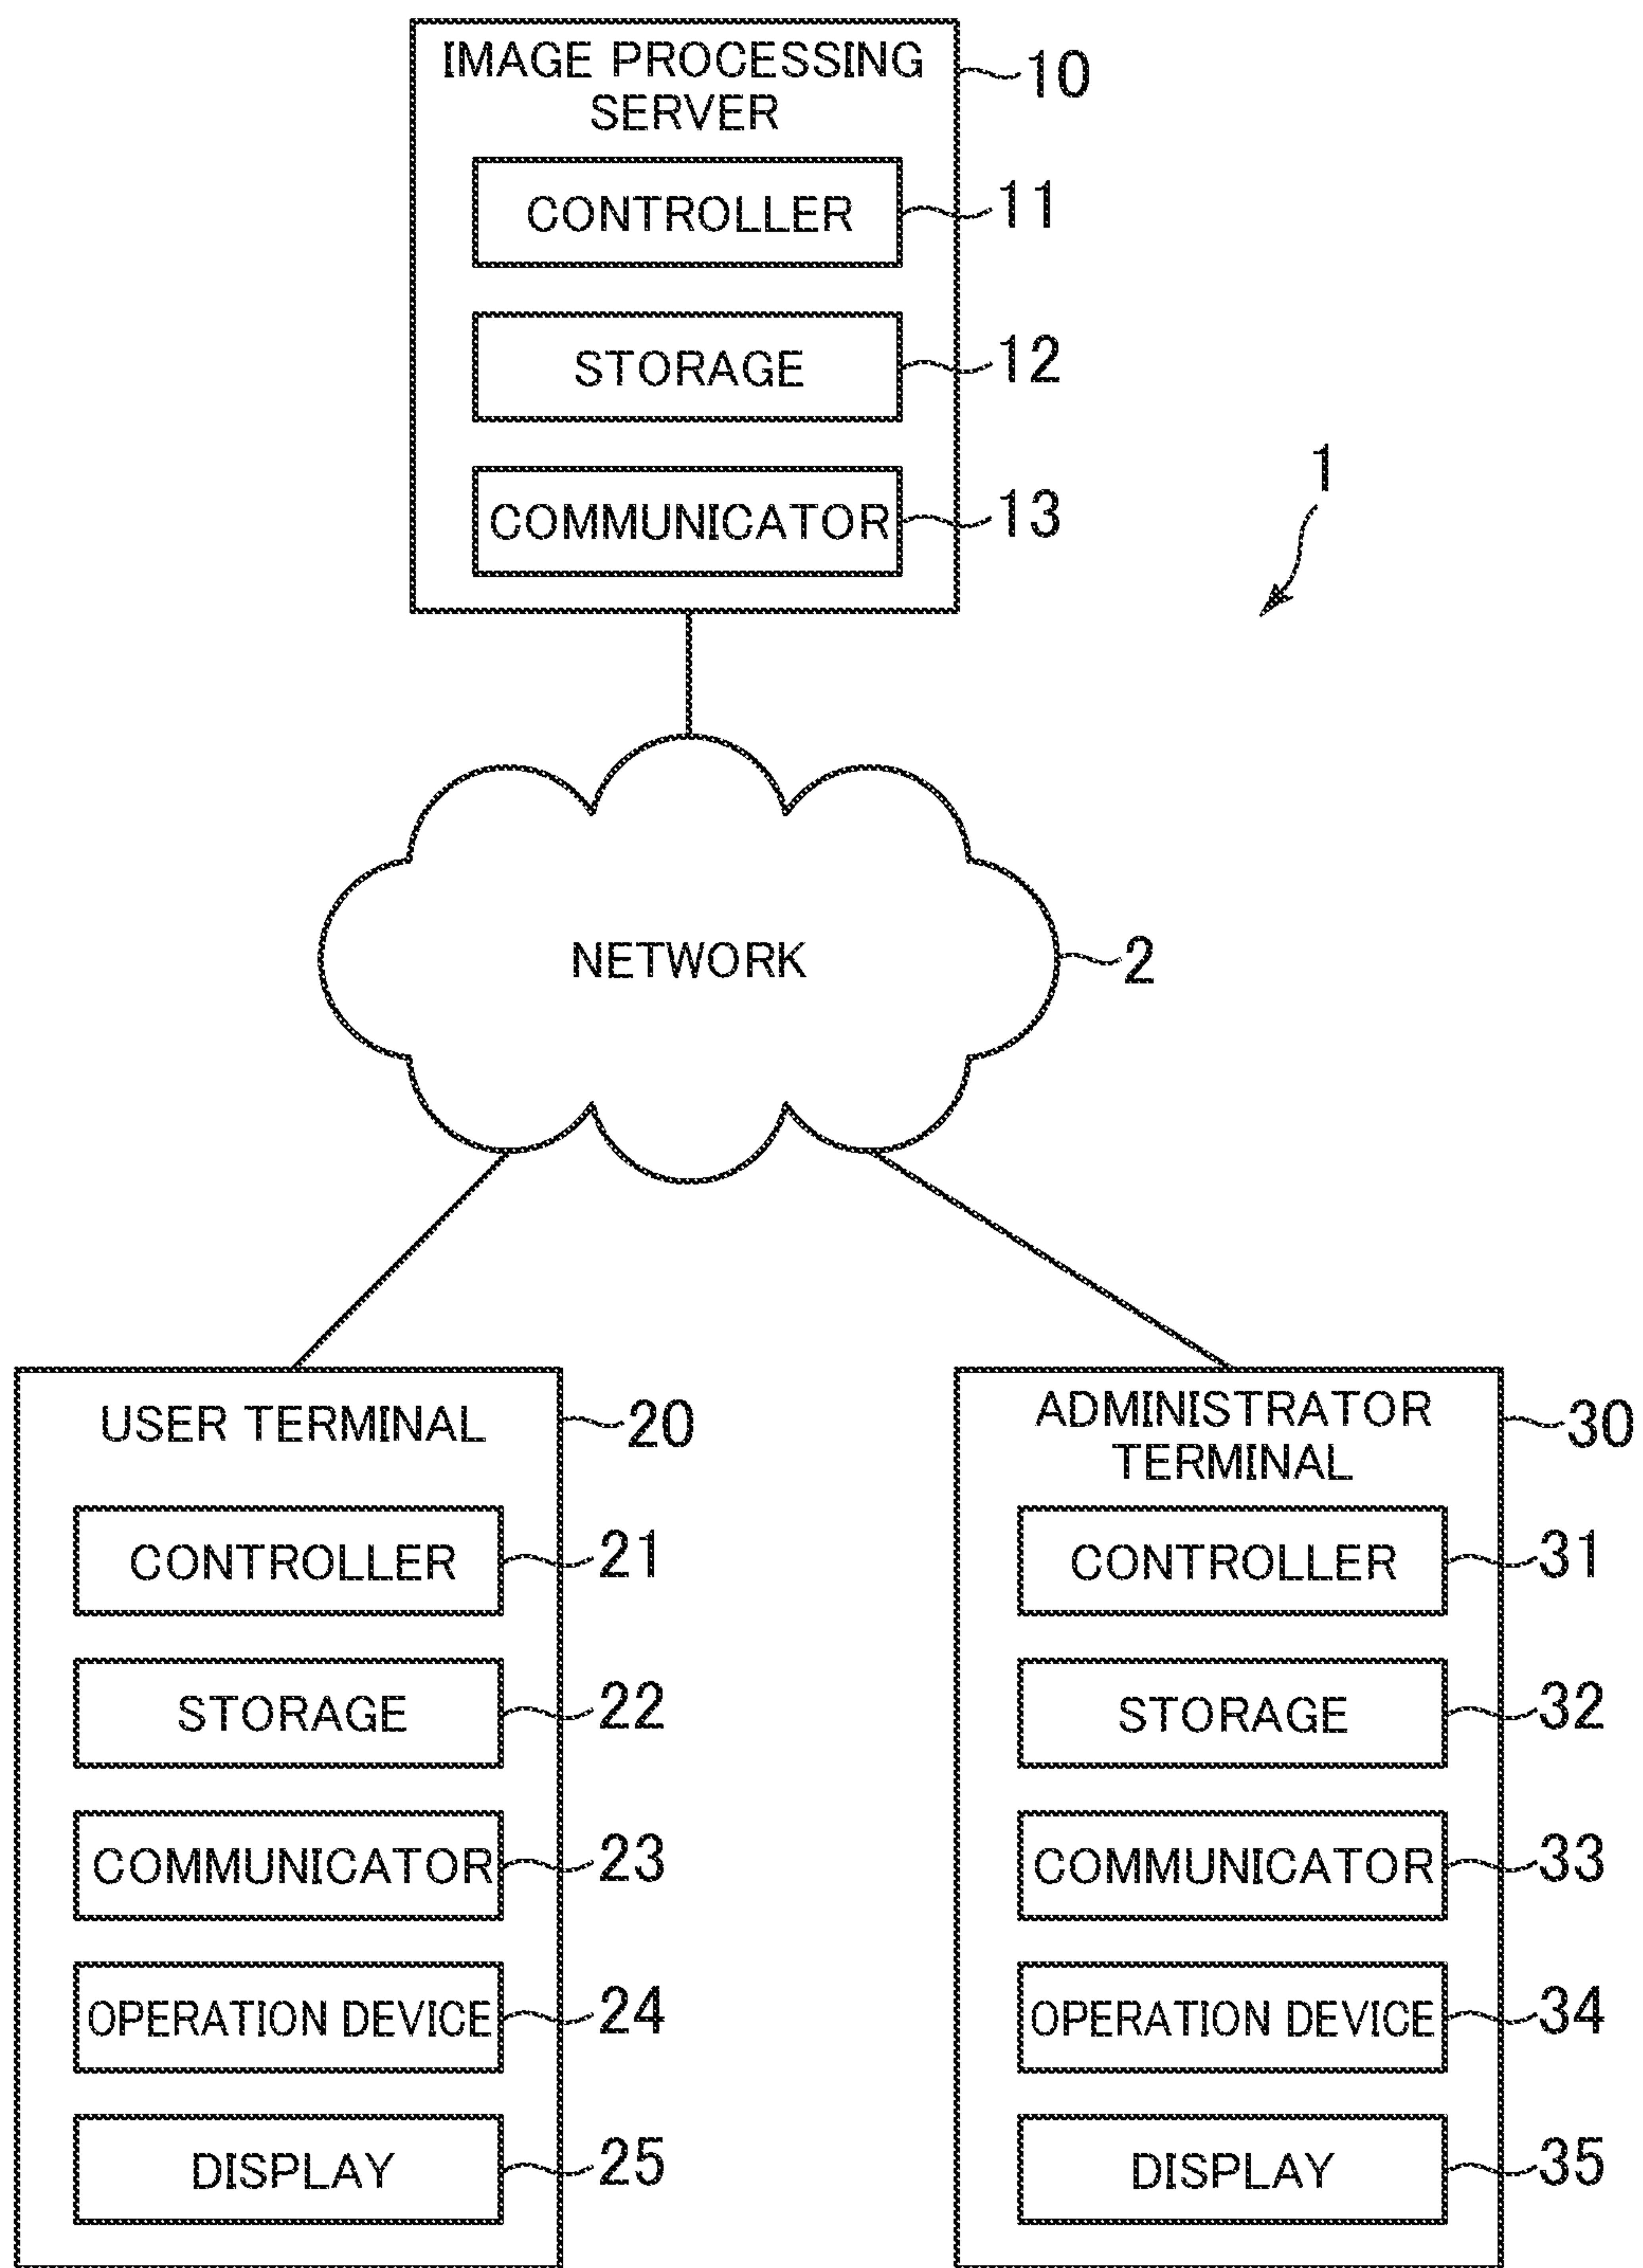 IMAGE PROCESSING
SERVER
10
CONTROLLER
11
STORAGE
12
COMMUNICATOR
13
1
NETWORK
2
USER TERMINAL
20
CONTROLLER
21
STORAGE
22
COMMUNICATOR
23
OPERATION DEVICE
24
DISPLAY
25
ADMINISTRATOR
TERMINAL
30
CONTROLLER
31
STORAGE
32
COMMUNICATOR
33
OPERATION DEVICE
34
DISPLAY
35